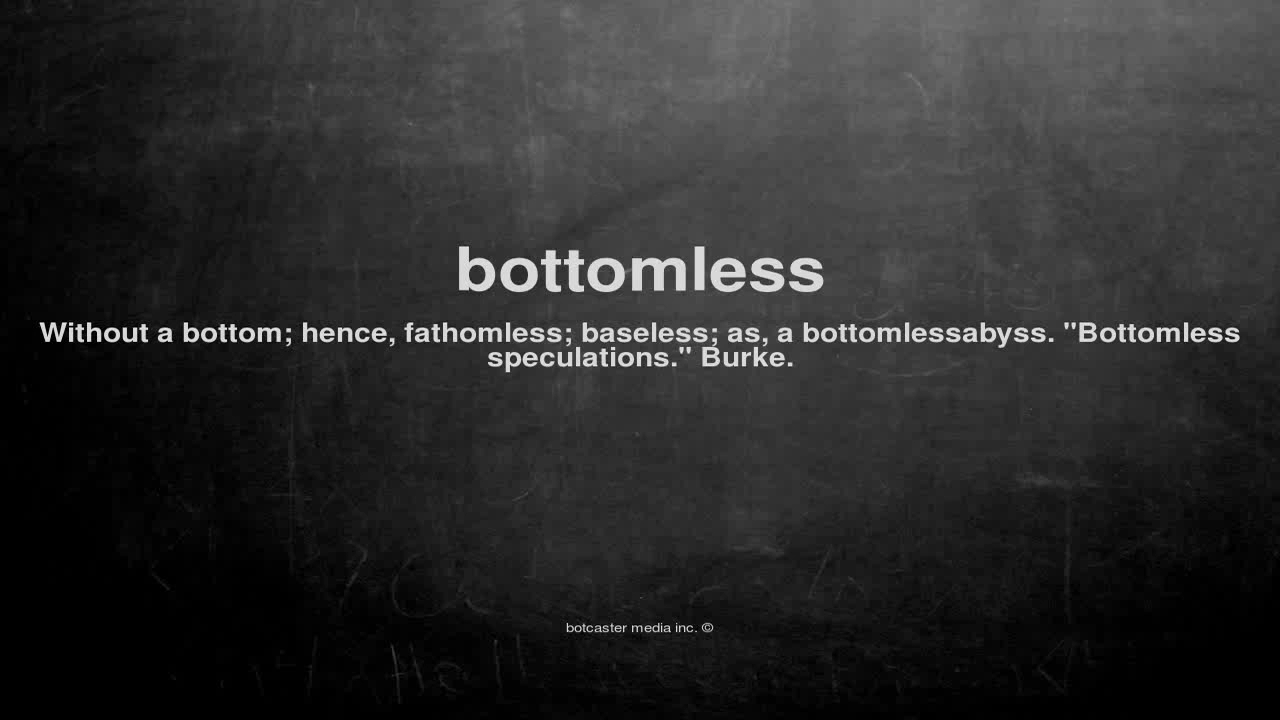 bottomless
Without a bottom; hence, fathomless; baseless; as, a bottomlessabyss. "Bottomless
speculations." Burke.
botcaster media inc. ©